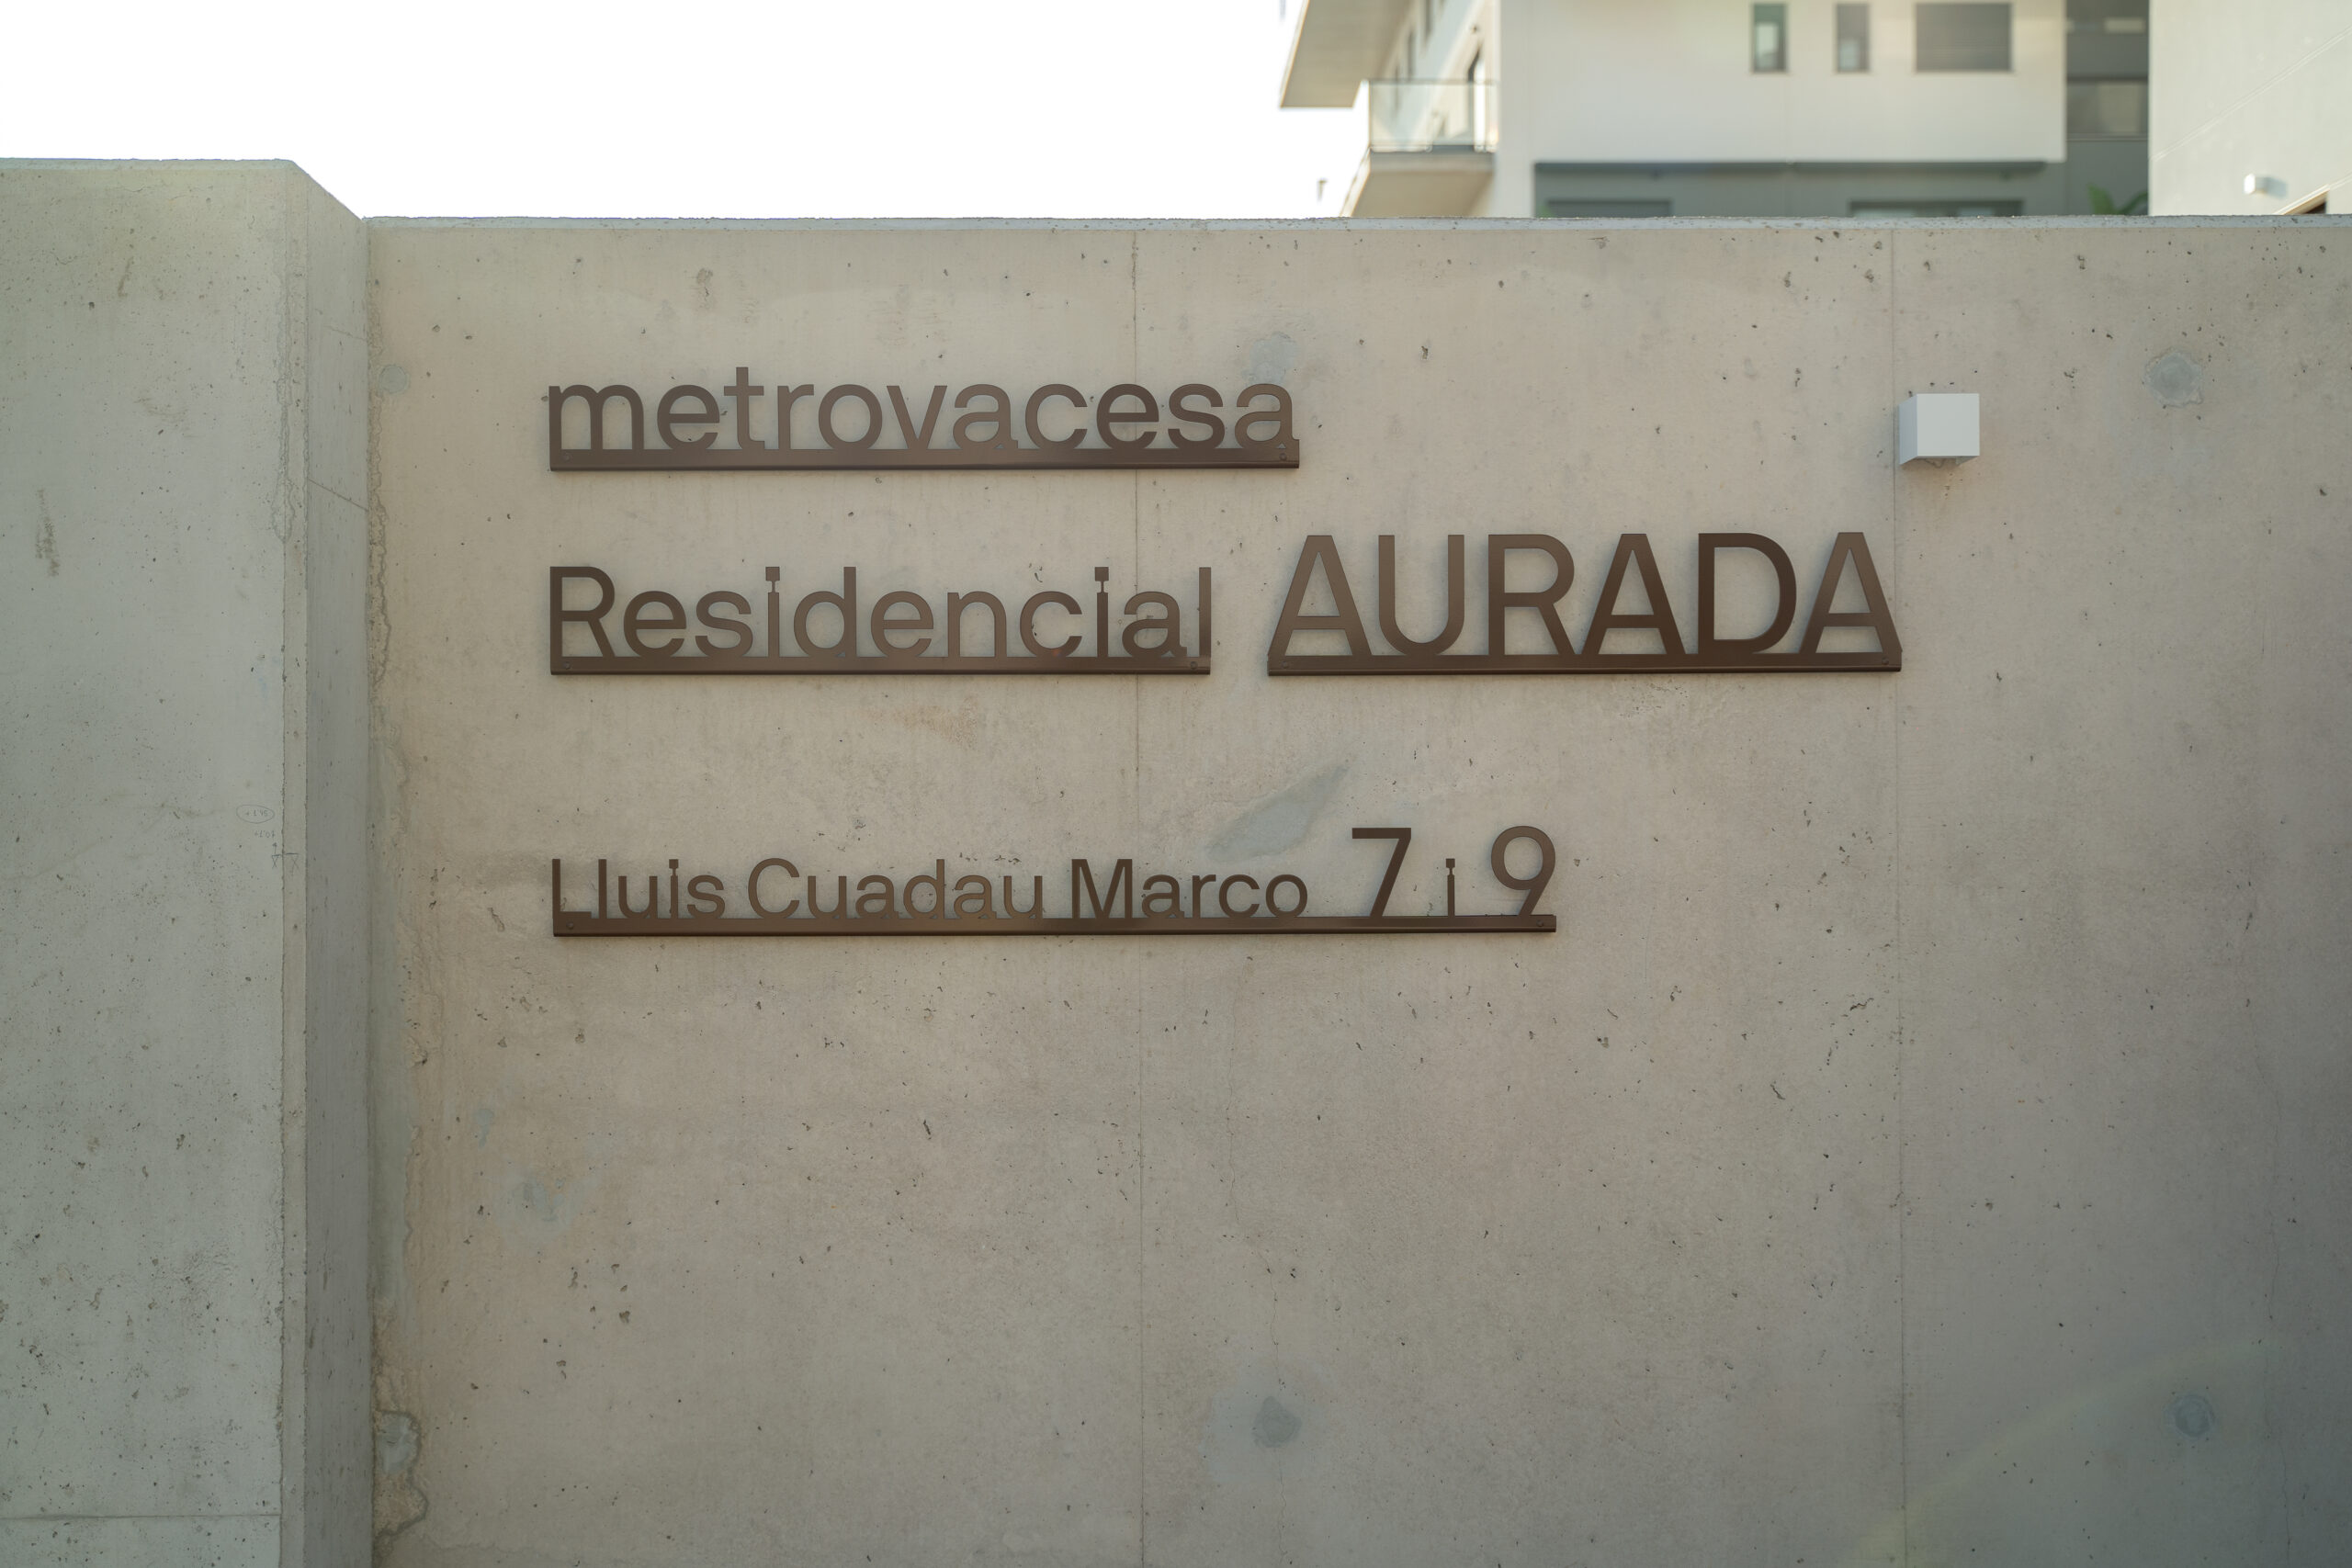 metrovacesa
Residencial AURADA
Lluis Cuadau Marco 7 i 9